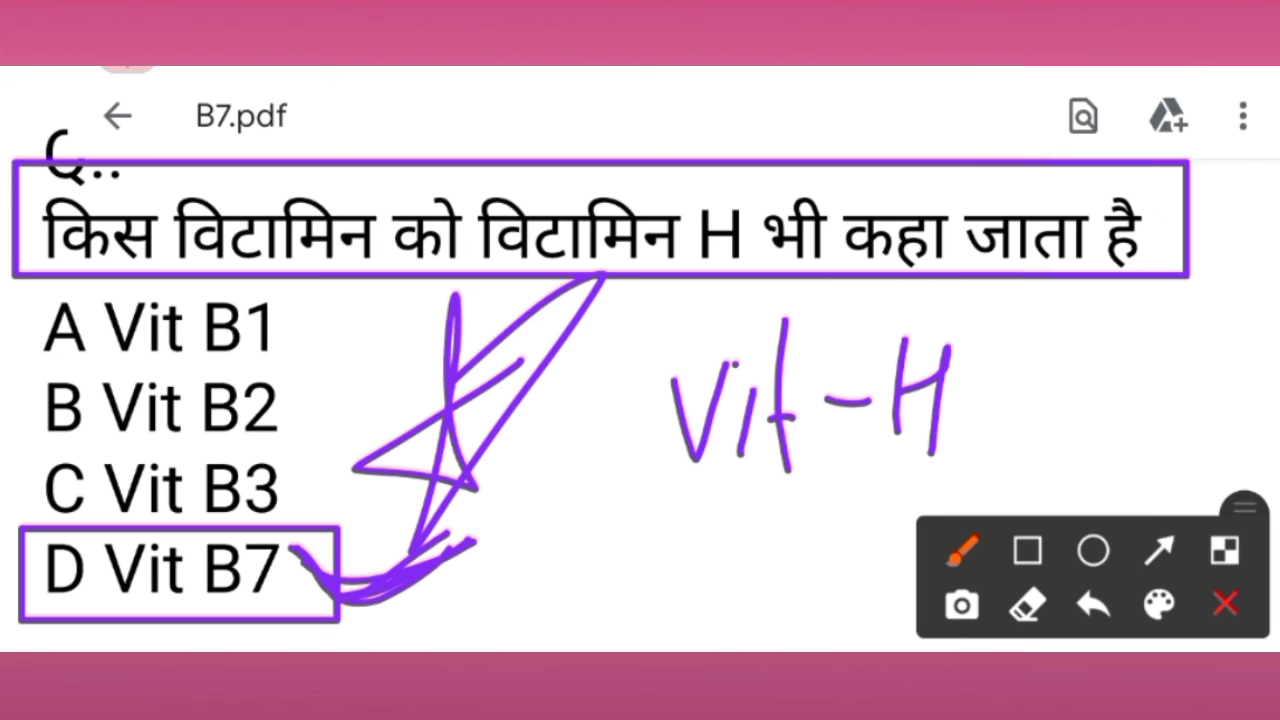 B7.pdf
Q..
किस विटामिन को विटामिन H भी कहा जाता है
A Vit B1
B Vit B2
C Vit B3
D Vit B7
Vit - H